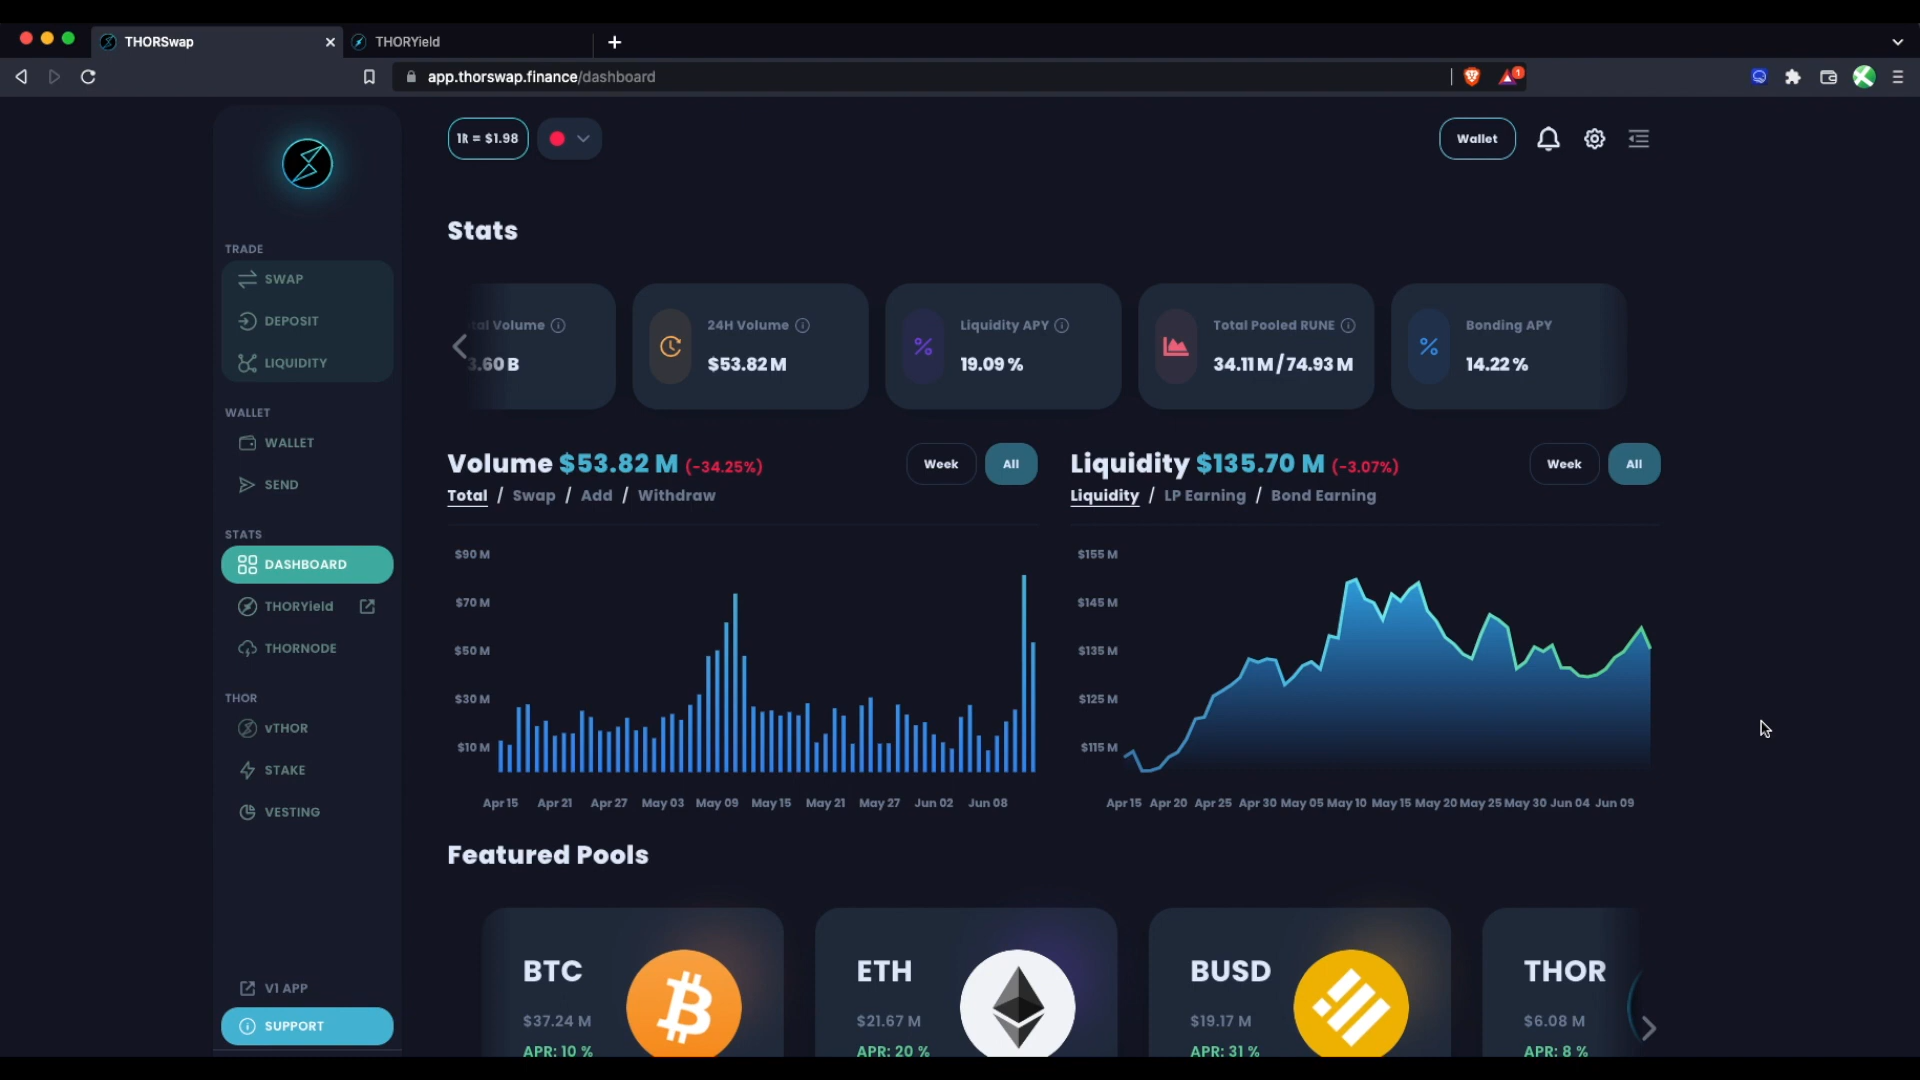 THORSwap
THORYield
app.thorswap.finance/dashboard
1
1R = $1.98
Wallet
TRADE
SWAP
DEPOSIT
LIQUIDITY
WALLET
WALLET
SEND
STATS
DASHBOARD
THORYield
THORNODE
THOR
vTHOR
STAKE
VESTING
V1 APP
SUPPORT
Stats
tal Volume
3.60 B
24H Volume
$53.82 M
Liquidity APY
19.09 %
Total Pooled RUNE
34.11 M / 74.93 M
Bonding APY
14.22 %
Volume $53.82 M (-34.25%)
Week
All
Total / Swap / Add / Withdraw
$90 M
$70 M
$50 M
$30 M
$10 M
Apr 15 Apr 21 Apr 27 May 03 May 09 May 15 May 21 May 27 Jun 02 Jun 08
Liquidity $135.70 M (-3.07%)
Week
All
Liquidity / LP Earning / Bond Earning
$155 M
$145 M
$135 M
$125 M
$115 M
Apr 15 Apr 20 Apr 25 Apr 30 May 05 May 10 May 15 May 20 May 25 May 30 Jun 04 Jun 09
Featured Pools
BTC
$37.24 M
APR: 10 %
ETH
$21.67 M
APR: 20 %
BUSD
$19.17 M
APR: 31 %
THOR
$6.08 M
APR: 8 %